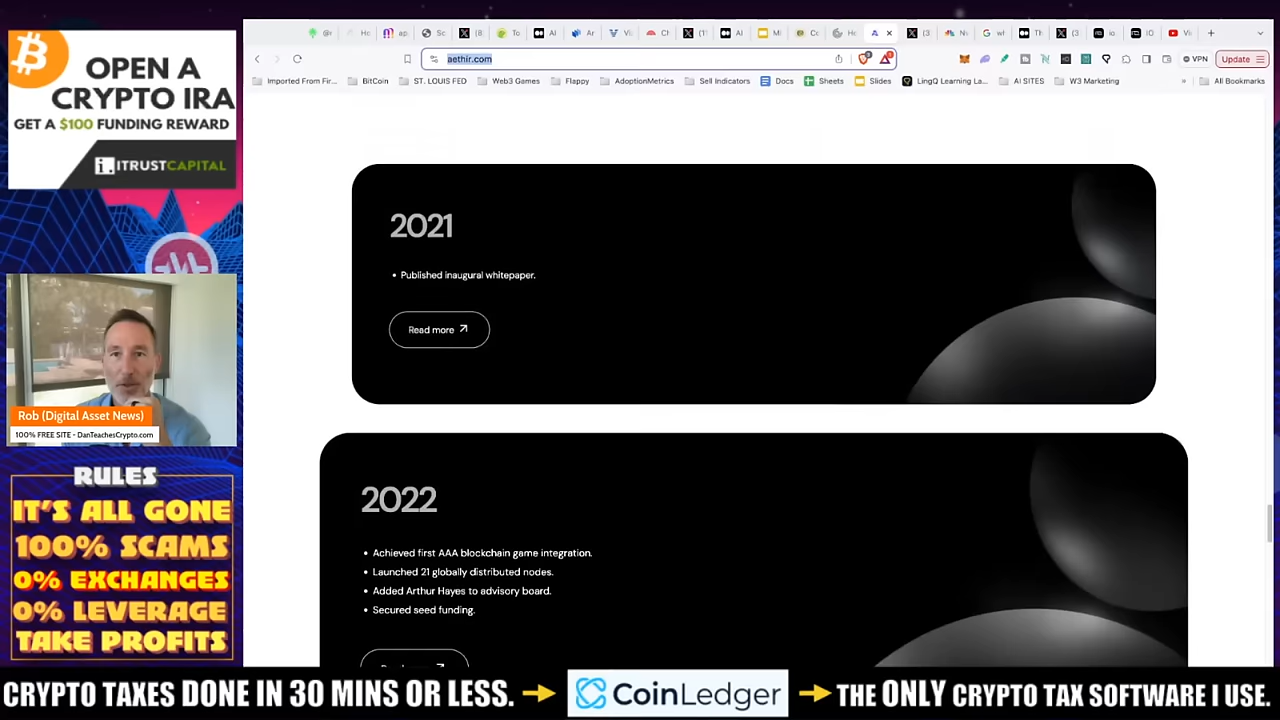 OPEN A
CRYPTO IRA
GET A $100 FUNDING REWARD
ITRUSTCAPITAL
Rob (Digital Asset News)
100% FREE SITE - DanTeachesCrypto.com
RULES
IT'S ALL GONE
100% SCAMS
0% EXCHANGES
0% LEVERAGE
TAKE PROFITS
aethir.com
VPN
Update
Imported From Fir...
BitCoin
ST. LOUIS FED
Web3 Games
Flappy
AdoptionMetrics
Sell Indicators
Docs
Sheets
Slides
LingQ Learning La...
AI SITES
W3 Marketing
»
All Bookmarks
2021
• Published inaugural whitepaper.
Read more
2022
• Achieved first AAA blockchain game integration.
• Launched 21 globally distributed nodes.
• Added Arthur Hayes to advisory board.
• Secured seed funding.
CRYPTO TAXES DONE IN 30 MINS OR LESS.
CoinLedger
THE ONLY CRYPTO TAX SOFTWARE I USE.